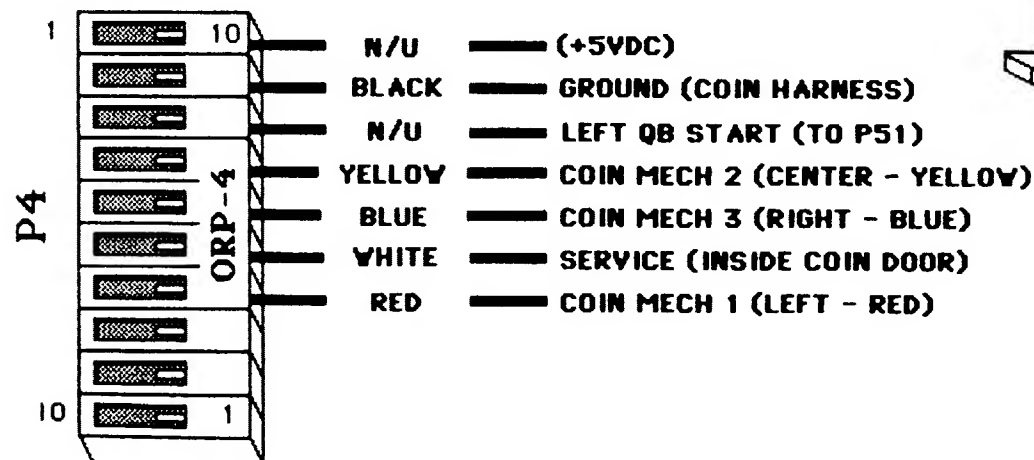 1 10 N/U (+5VDC)
BLACK GROUND (COIN HARNESS)
N/U LEFT QB START (TO P51)
YELLOW COIN MECH 2 (CENTER - YELLOW)
BLUE COIN MECH 3 (RIGHT - BLUE)
WHITE SERVICE (INSIDE COIN DOOR)
RED COIN MECH 1 (LEFT - RED)
P4
ORP-4
10 1